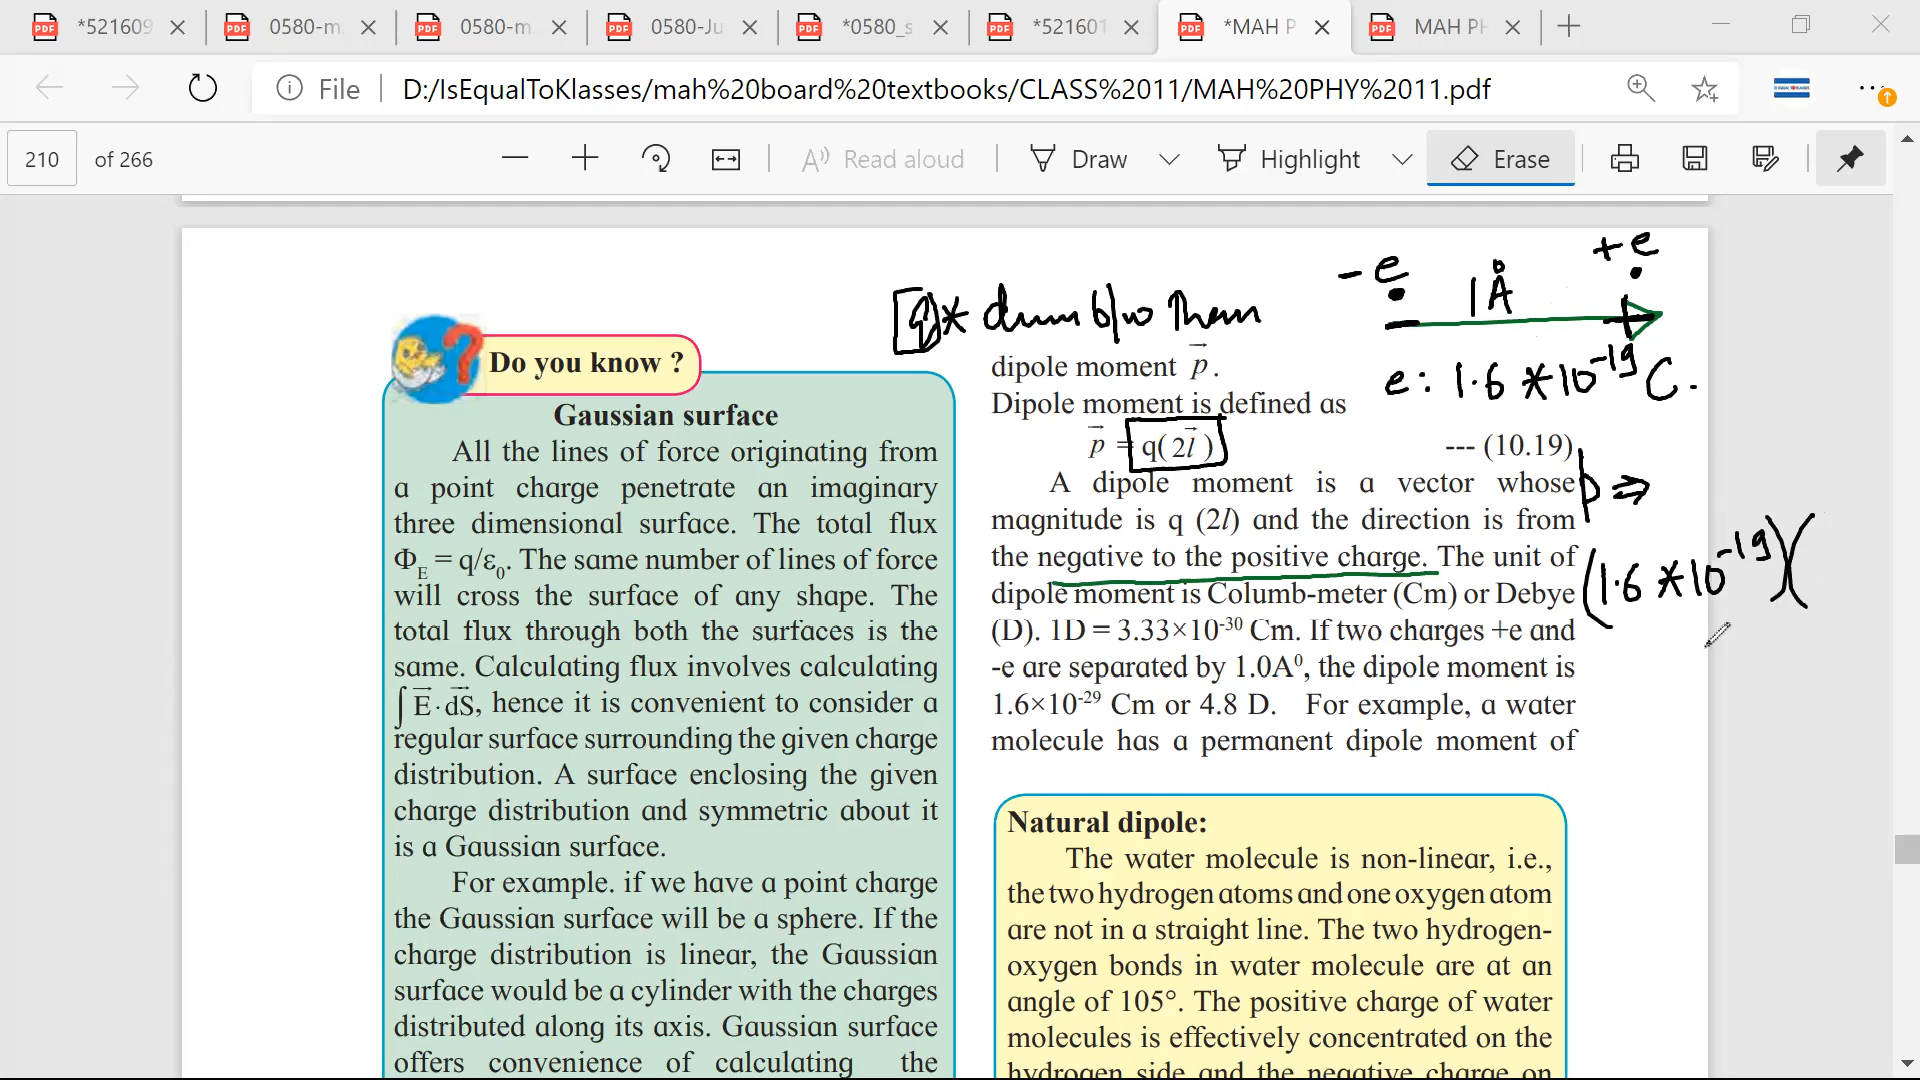 *521609
0580-m
0580-m
0580-Ju
*0580_s
*521601
*MAH P
MAH PH
File
D:/IsEqualToKlasses/mah%20board%20textbooks/CLASS%2011/MAH%20PHY%2011.pdf
210 of 266
Read aloud
Draw
Highlight
Erase
Do you know ?
Gaussian surface
All the lines of force originating from
a point charge penetrate an imaginary
three dimensional surface. The total flux
Φ_E = q/ε₀. The same number of lines of force
will cross the surface of any shape. The
total flux through both the surfaces is the
same. Calculating flux involves calculating
∫ E⃗ · dS⃗, hence it is convenient to consider a
regular surface surrounding the given charge
distribution. A surface enclosing the given
charge distribution and symmetric about it
is a Gaussian surface.
For example. if we have a point charge
the Gaussian surface will be a sphere. If the
charge distribution is linear, the Gaussian
surface would be a cylinder with the charges
distributed along its axis. Gaussian surface
offers convenience of calculating the
[q]* b/w Them
-e
1Å
+e
e: 1.6 * 10⁻¹⁹ C.
dipole moment p⃗ .
Dipole moment is defined as
p⃗ = q( 2l⃗ ) --- (10.19)
A dipole moment is a vector whose
magnitude is q (2l) and the direction is from
the negative to the positive charge. The unit of
dipole moment is Columb-meter (Cm) or Debye
(D). 1D = 3.33×10⁻³⁰ Cm. If two charges +e and
-e are separated by 1.0A⁰, the dipole moment is
1.6×10⁻²⁹ Cm or 4.8 D. For example, a water
molecule has a permanent dipole moment of
p ⇒
(1.6 * 10⁻¹⁹)(
Natural dipole:
The water molecule is non-linear, i.e.,
the two hydrogen atoms and one oxygen atom
are not in a straight line. The two hydrogen-
oxygen bonds in water molecule are at an
angle of 105°. The positive charge of water
molecules is effectively concentrated on the
hydrogen side and the negative charge on